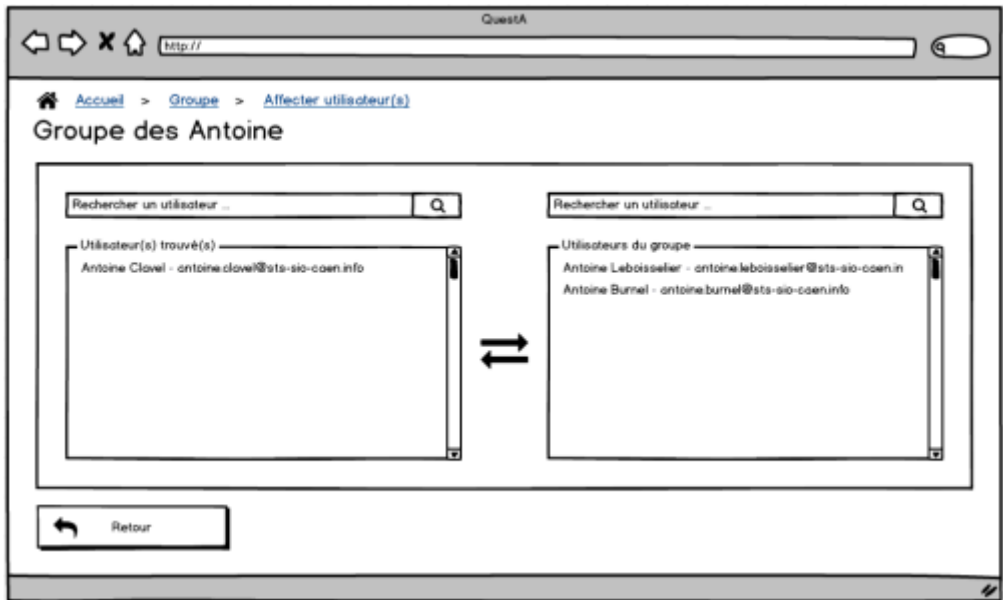 QuestA
http://
Accueil > Groupe > Affecter utilisateur(s)
Groupe des Antoine
Rechercher un utilisateur ...
Rechercher un utilisateur ...
Utilisateur(s) trouvé(s)
Antoine Clavel - antoine.clavel@sts-sio-caen.info
Utilisateurs du groupe
Antoine Leboisselier - antoine.leboisselier@sts-sio-caen.in
Antoine Burnel - antoine.burnel@sts-sio-caen.info
Retour